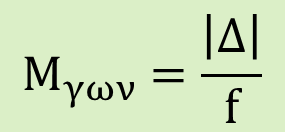 M_γων = |Δ| / f